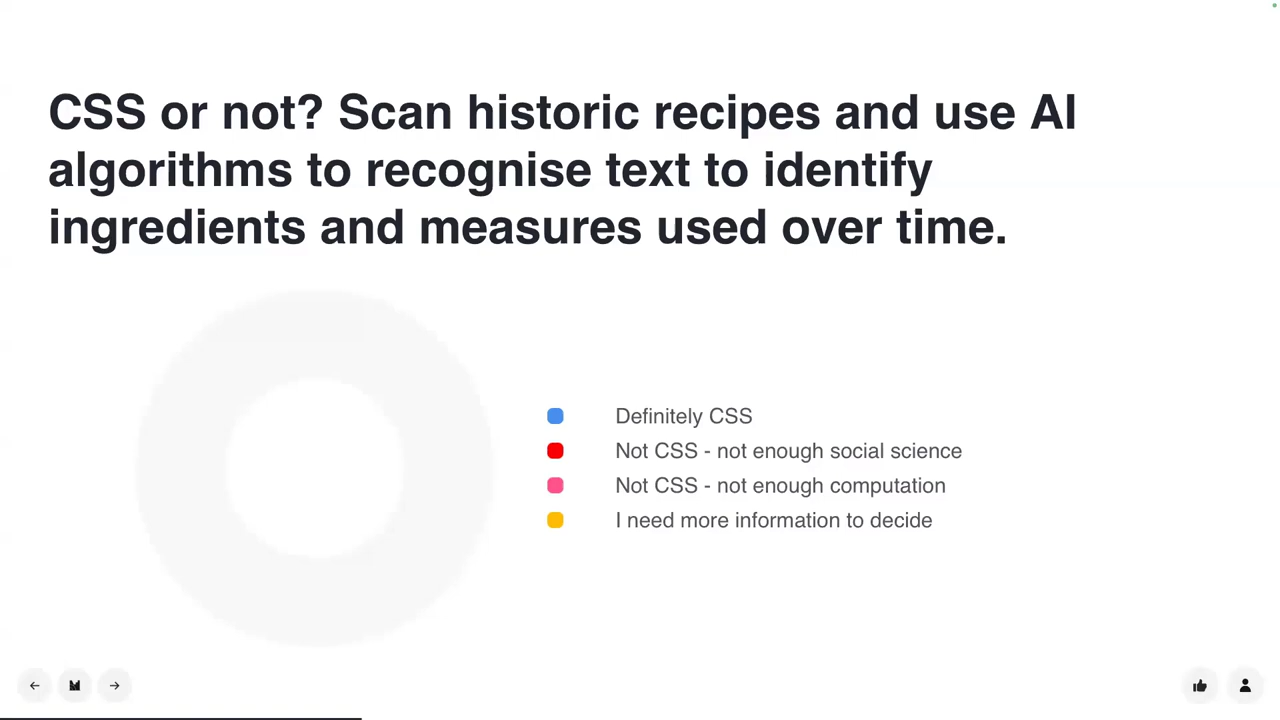 CSS or not? Scan historic recipes and use AI
algorithms to recognise text to identify
ingredients and measures used over time.
Definitely CSS
Not CSS - not enough social science
Not CSS - not enough computation
I need more information to decide